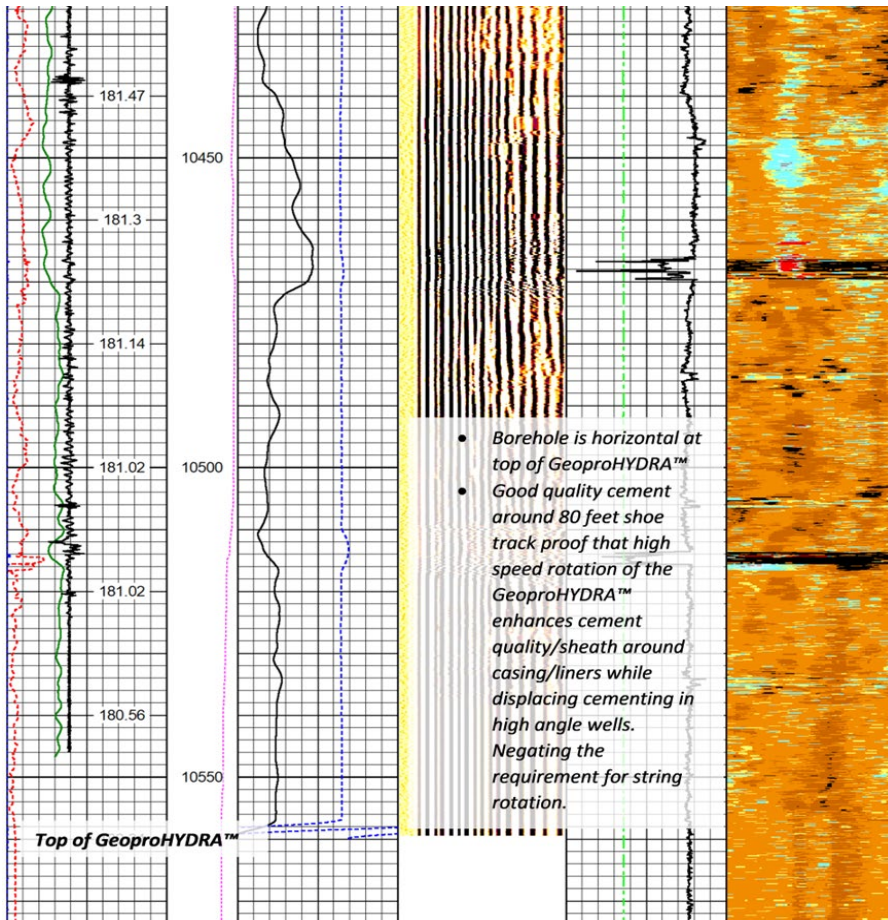 181.47
10450
181.3
181.14
● Borehole is horizontal at
top of GeoproHYDRA™
● Good quality cement
around 80 feet shoe
track proof that high
speed rotation of the
GeoproHYDRA™
enhances cement
quality/sheath around
casing/liners while
displacing cementing in
high angle wells.
Negating the
requirement for string
rotation.
10500
181.02
181.02
180.56
10550
Top of GeoproHYDRA™